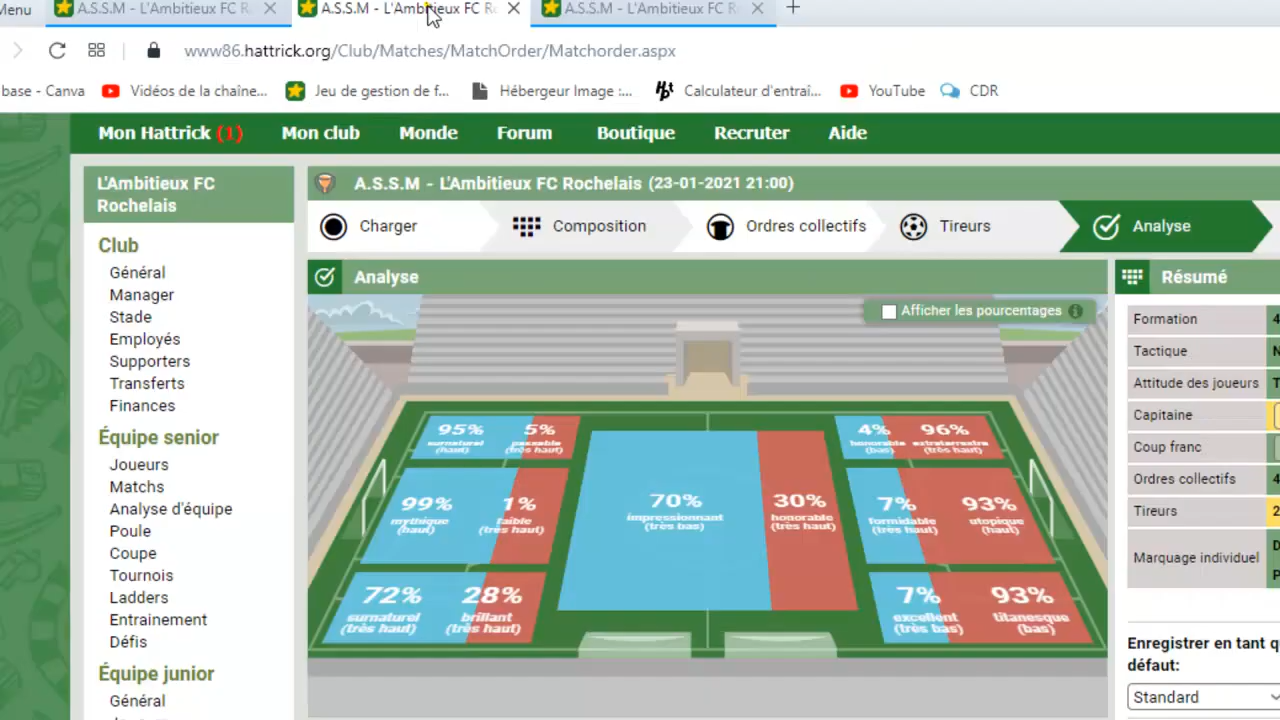 Menu
A.S.S.M - L'Ambitieux FC R
A.S.S.M - L'Ambitieux FC Ro
A.S.S.M - L'Ambitieux FC R
www86.hattrick.org/Club/Matches/MatchOrder/Matchorder.aspx
base - Canva
Vidéos de la chaîne...
Jeu de gestion de f...
Hébergeur Image :...
Calculateur d'entraî...
YouTube
CDR
Mon Hattrick (1)
Mon club
Monde
Forum
Boutique
Recruter
Aide
L'Ambitieux FC
Rochelais
Club
Général
Manager
Stade
Employés
Supporters
Transferts
Finances
Équipe senior
Joueurs
Matchs
Analyse d'équipe
Poule
Coupe
Tournois
Ladders
Entrainement
Défis
Équipe junior
Général
A.S.S.M - L'Ambitieux FC Rochelais (23-01-2021 21:00)
Charger
Composition
Ordres collectifs
Tireurs
Analyse
Analyse
Afficher les pourcentages
95% 5%
surnaturel passable
(haut) (très haut)
4% 96%
honorable extraterrestre
(bas) (très haut)
99% 1%
mythique faible
(haut) (très haut)
70% 30%
impressionnant honorable
(très bas) (très haut)
7% 93%
formidable utopique
(très haut) (haut)
72% 28%
surnaturel brillant
(très haut) (très haut)
7% 93%
excellent titanesque
(très bas) (bas)
Résumé
Formation 4
Tactique N
Attitude des joueurs T
Capitaine
Coup franc
Ordres collectifs 4
Tireurs 2
Marquage individuel D
P
Enregistrer en tant q
défaut:
Standard